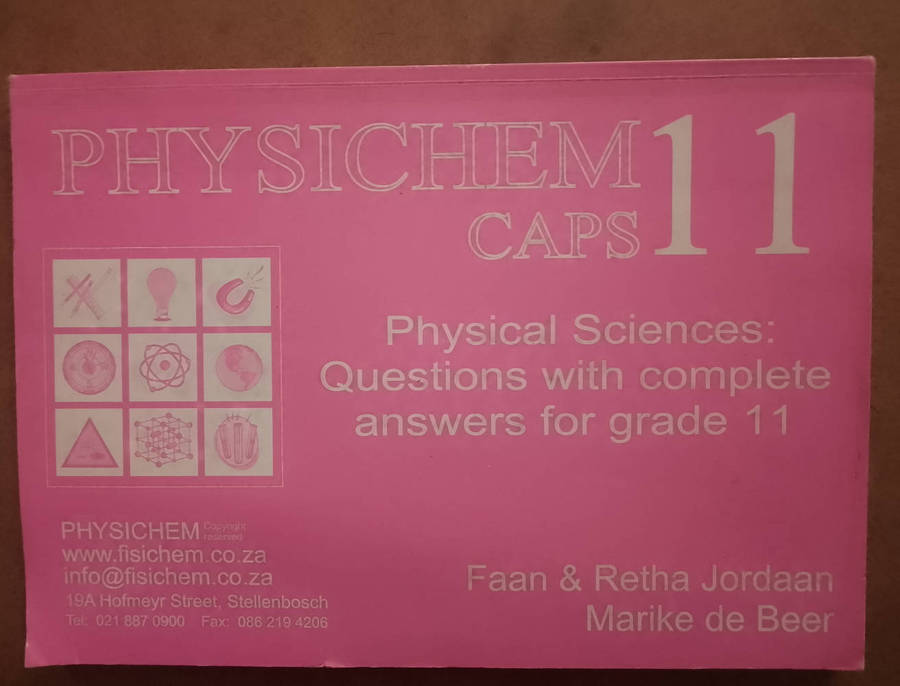 PHYSICHEM 11
CAPS
Physical Sciences:
Questions with complete
answers for grade 11
PHYSICHEM Copyright reserved
www.fisichem.co.za
info@fisichem.co.za
19A Hofmeyr Street, Stellenbosch
Tel: 021 887 0900 Fax: 086 219 4206
Faan & Retha Jordaan
Marike de Beer